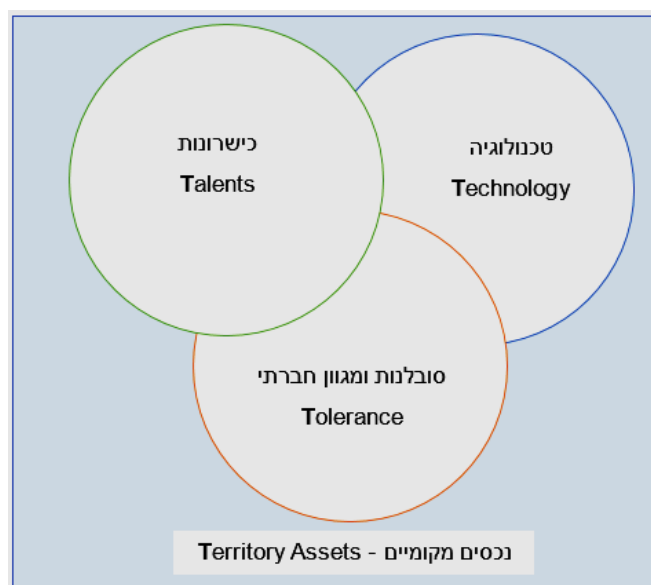 כישרונות
Talents
טכנולוגיה
Technology
סובלנות ומגוון חברתי
Tolerance
נכסים מקומיים - Territory Assets